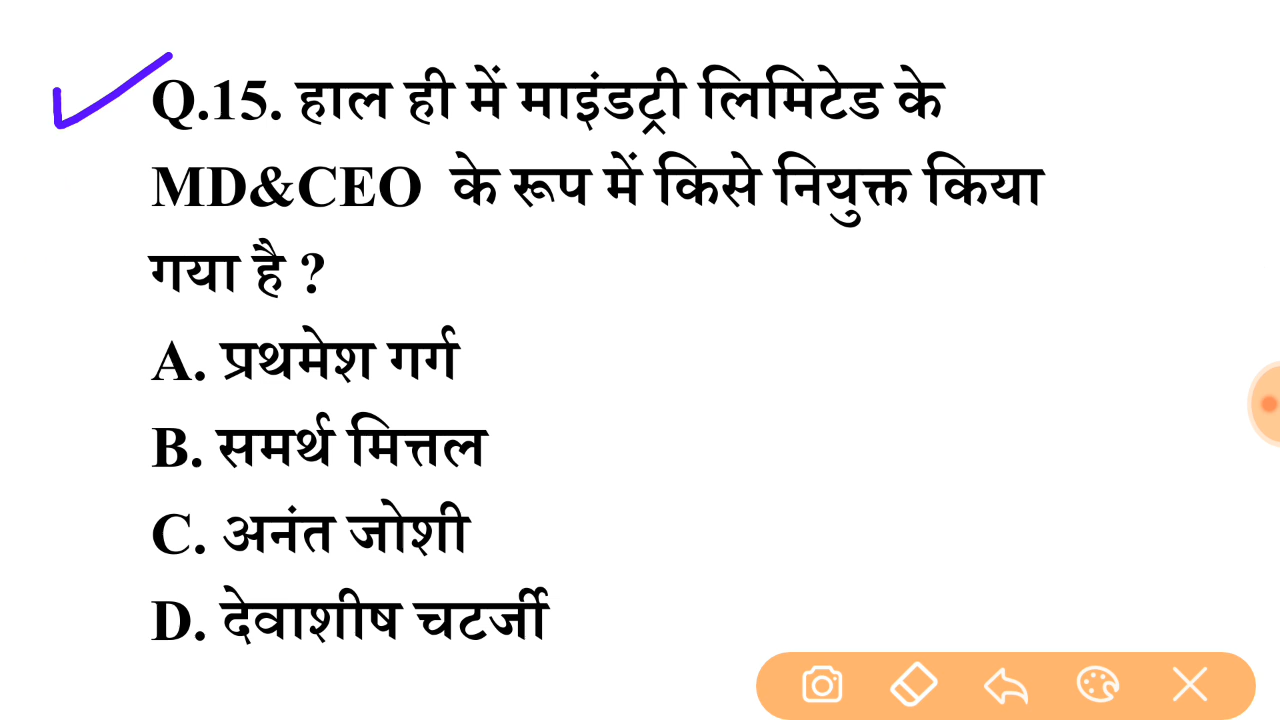 Q.15. हाल ही में माइंडट्री लिमिटेड के
MD&CEO के रूप में किसे नियुक्त किया
गया है ?
A. प्रथमेश गर्ग
B. समर्थ मित्तल
C. अनंत जोशी
D. देवाशीष चटर्जी